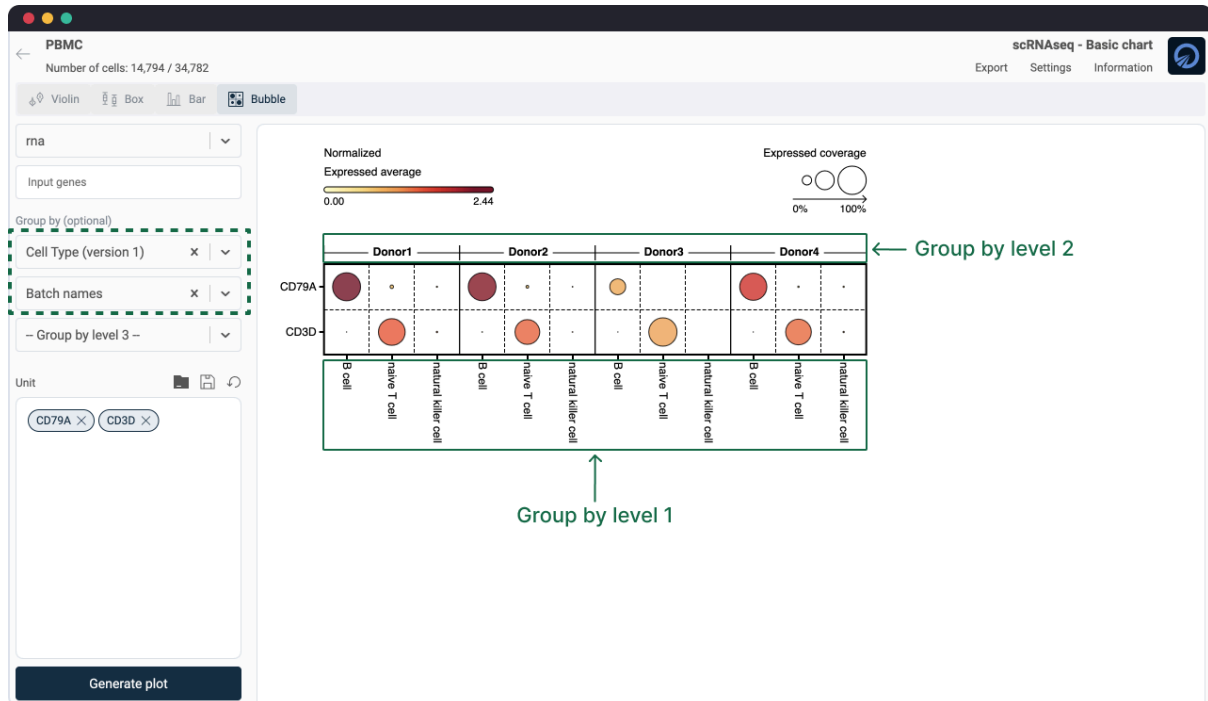 PBMC
Number of cells: 14,794 / 34,782
scRNAseq - Basic chart
Export Settings Information
Violin Box Bar Bubble
rna
Input genes
Group by (optional)
Cell Type (version 1) x
Batch names x
-- Group by level 3 --
Unit
CD79A CD3D
Generate plot
Normalized
Expressed average
0.00 2.44
Expressed coverage
0% 100%
Donor1 Donor2 Donor3 Donor4
Group by level 2
CD79A
CD3D
B cell
naive T cell
natural killer cell
B cell
naive T cell
natural killer cell
B cell
naive T cell
natural killer cell
B cell
naive T cell
natural killer cell
Group by level 1